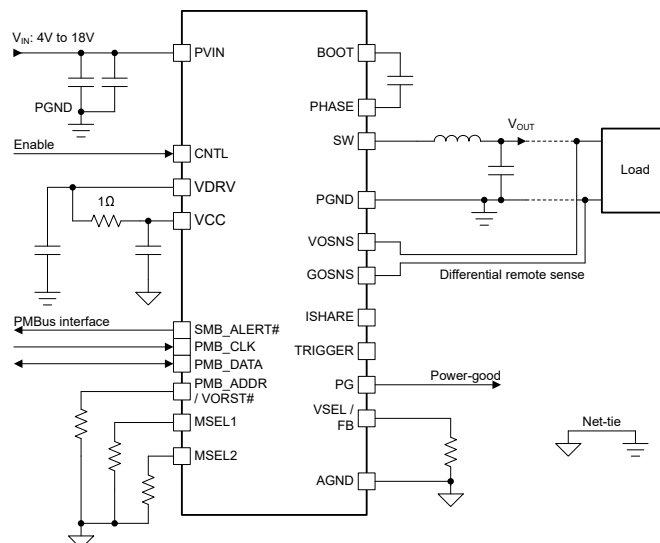 VIN: 4V to 18V
PVIN
PGND
Enable
CNTL
VDRV
1Ω
VCC
PMBus interface
SMB_ALERT#
PMB_CLK
PMB_DATA
PMB_ADDR
/ VORST#
MSEL1
MSEL2
BOOT
PHASE
SW
VOUT
Load
PGND
VOSNS
GOSNS
Differential remote sense
ISHARE
TRIGGER
PG
Power-good
VSEL /
FB
AGND
Net-tie